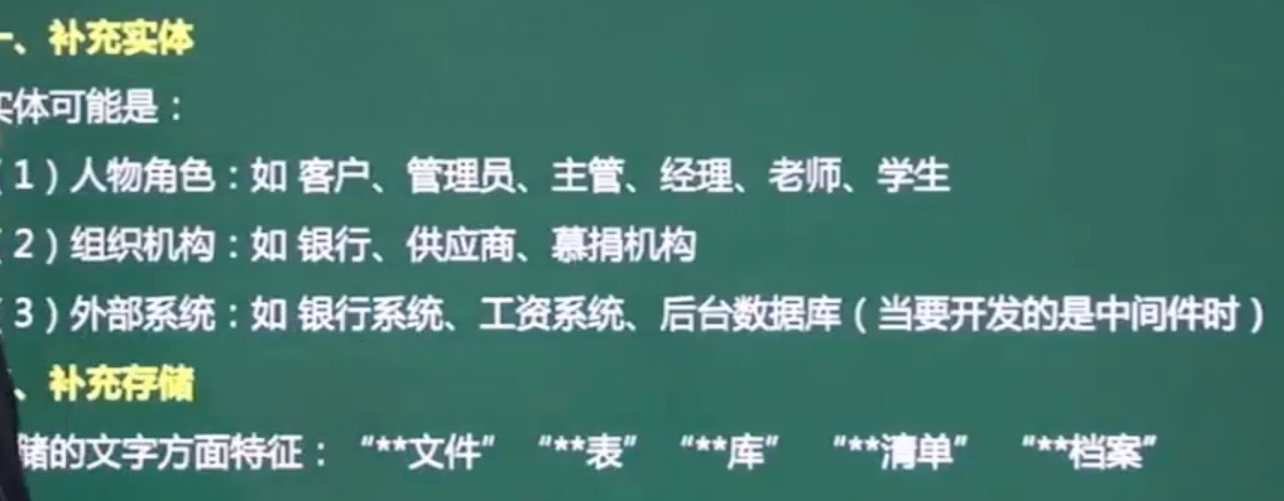 一、补充实体
实体可能是：
（1）人物角色：如 客户、管理员、主管、经理、老师、学生
（2）组织机构：如 银行、供应商、慕捐机构
（3）外部系统：如 银行系统、工资系统、后台数据库（当要开发的是中间件时）
、补充存储
储的文字方面特征： “**文件” “**表” “**库” “**清单” “**档案”